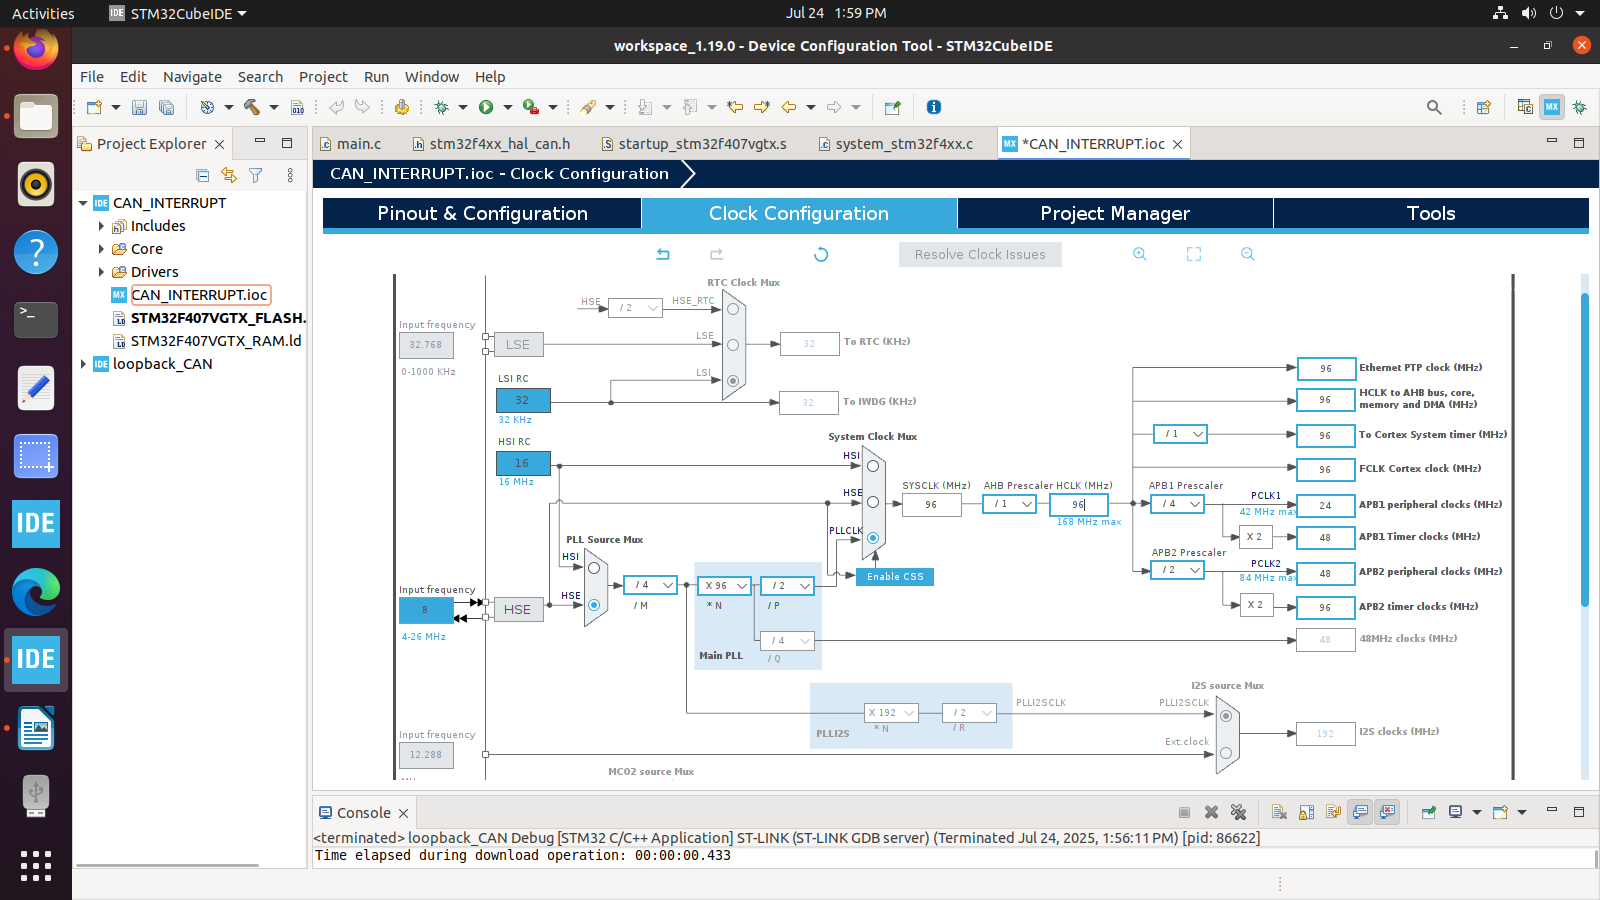 Activities
STM32CubeIDE
Jul 24 1:59 PM
workspace_1.19.0 - Device Configuration Tool - STM32CubeIDE
File Edit Navigate Search Project Run Window Help
Project Explorer
main.c
stm32f4xx_hal_can.h
startup_stm32f407vgtx.s
system_stm32f4xx.c
*CAN_INTERRUPT.ioc
CAN_INTERRUPT.ioc - Clock Configuration
CAN_INTERRUPT
Includes
Core
Drivers
CAN_INTERRUPT.ioc
STM32F407VGTX_FLASH.
STM32F407VGTX_RAM.ld
loopback_CAN
Pinout & Configuration
Clock Configuration
Project Manager
Tools
Resolve Clock Issues
RTC Clock Mux
HSE
/ 2
HSE_RTC
Input frequency
32.768
0-1000 KHz
LSE
LSE
32
To RTC (KHz)
LSI RC
32
32 KHz
LSI
32
To IWDG (KHz)
HSI RC
16
16 MHz
System Clock Mux
HSI
HSE
PLLCLK
SYSCLK (MHz)
96
AHB Prescaler
/ 1
HCLK (MHz)
96
168 MHz max
Enable CSS
96
Ethernet PTP clock (MHz)
96
HCLK to AHB bus, core,
memory and DMA (MHz)
/ 1
96
To Cortex System timer (MHz)
96
FCLK Cortex clock (MHz)
APB1 Prescaler
/ 4
PCLK1
42 MHz max
24
APB1 peripheral clocks (MHz)
X 2
48
APB1 Timer clocks (MHz)
APB2 Prescaler
/ 2
PCLK2
84 MHz max
48
APB2 peripheral clocks (MHz)
X 2
96
APB2 timer clocks (MHz)
48
48MHz clocks (MHz)
PLL Source Mux
HSI
HSE
Input frequency
8
4-26 MHz
HSE
/ 4
/ M
X 96
* N
/ 2
/ P
/ 4
/ Q
Main PLL
X 192
* N
/ 2
/ R
PLLI2S
PLLI2SCLK
I2S source Mux
PLLI2SCLK
Ext.clock
192
I2S clocks (MHz)
Input frequency
12.288
MCO2 source Mux
Console
<terminated> loopback_CAN Debug [STM32 C/C++ Application] ST-LINK (ST-LINK GDB server) (Terminated Jul 24, 2025, 1:56:11 PM) [pid: 86622]
Time elapsed during download operation: 00:00:00.433